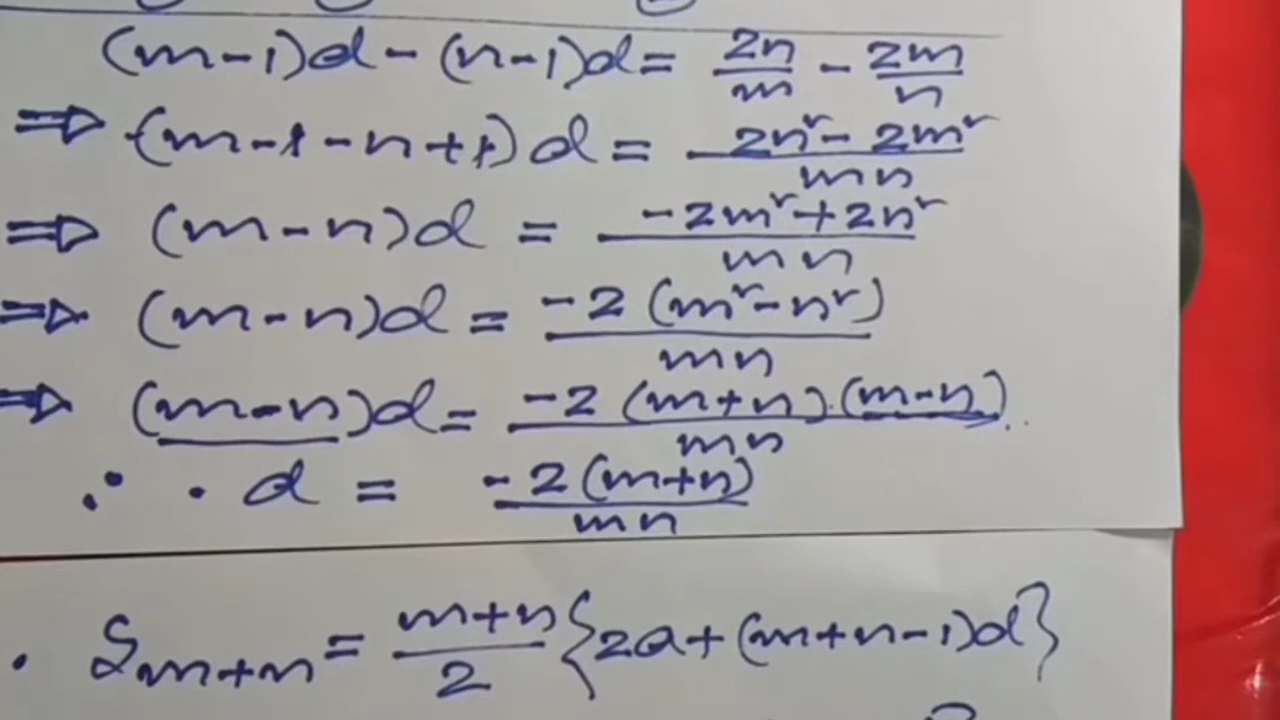 (m-1)d - (n-1)d = 2n/m - 2m/n
⇒ (m-1-n+1)d = (2n² - 2m²)/mn
⇒ (m-n)d = (-2m² + 2n²)/mn
⇒ (m-n)d = -2(m²-n²)/mn
⇒ (m-n)d = -2(m+n).(m-n)/mn
∴ d = -2(m+n)/mn
. Sm+n = m+n/2 {2a+(m+n-1)d}